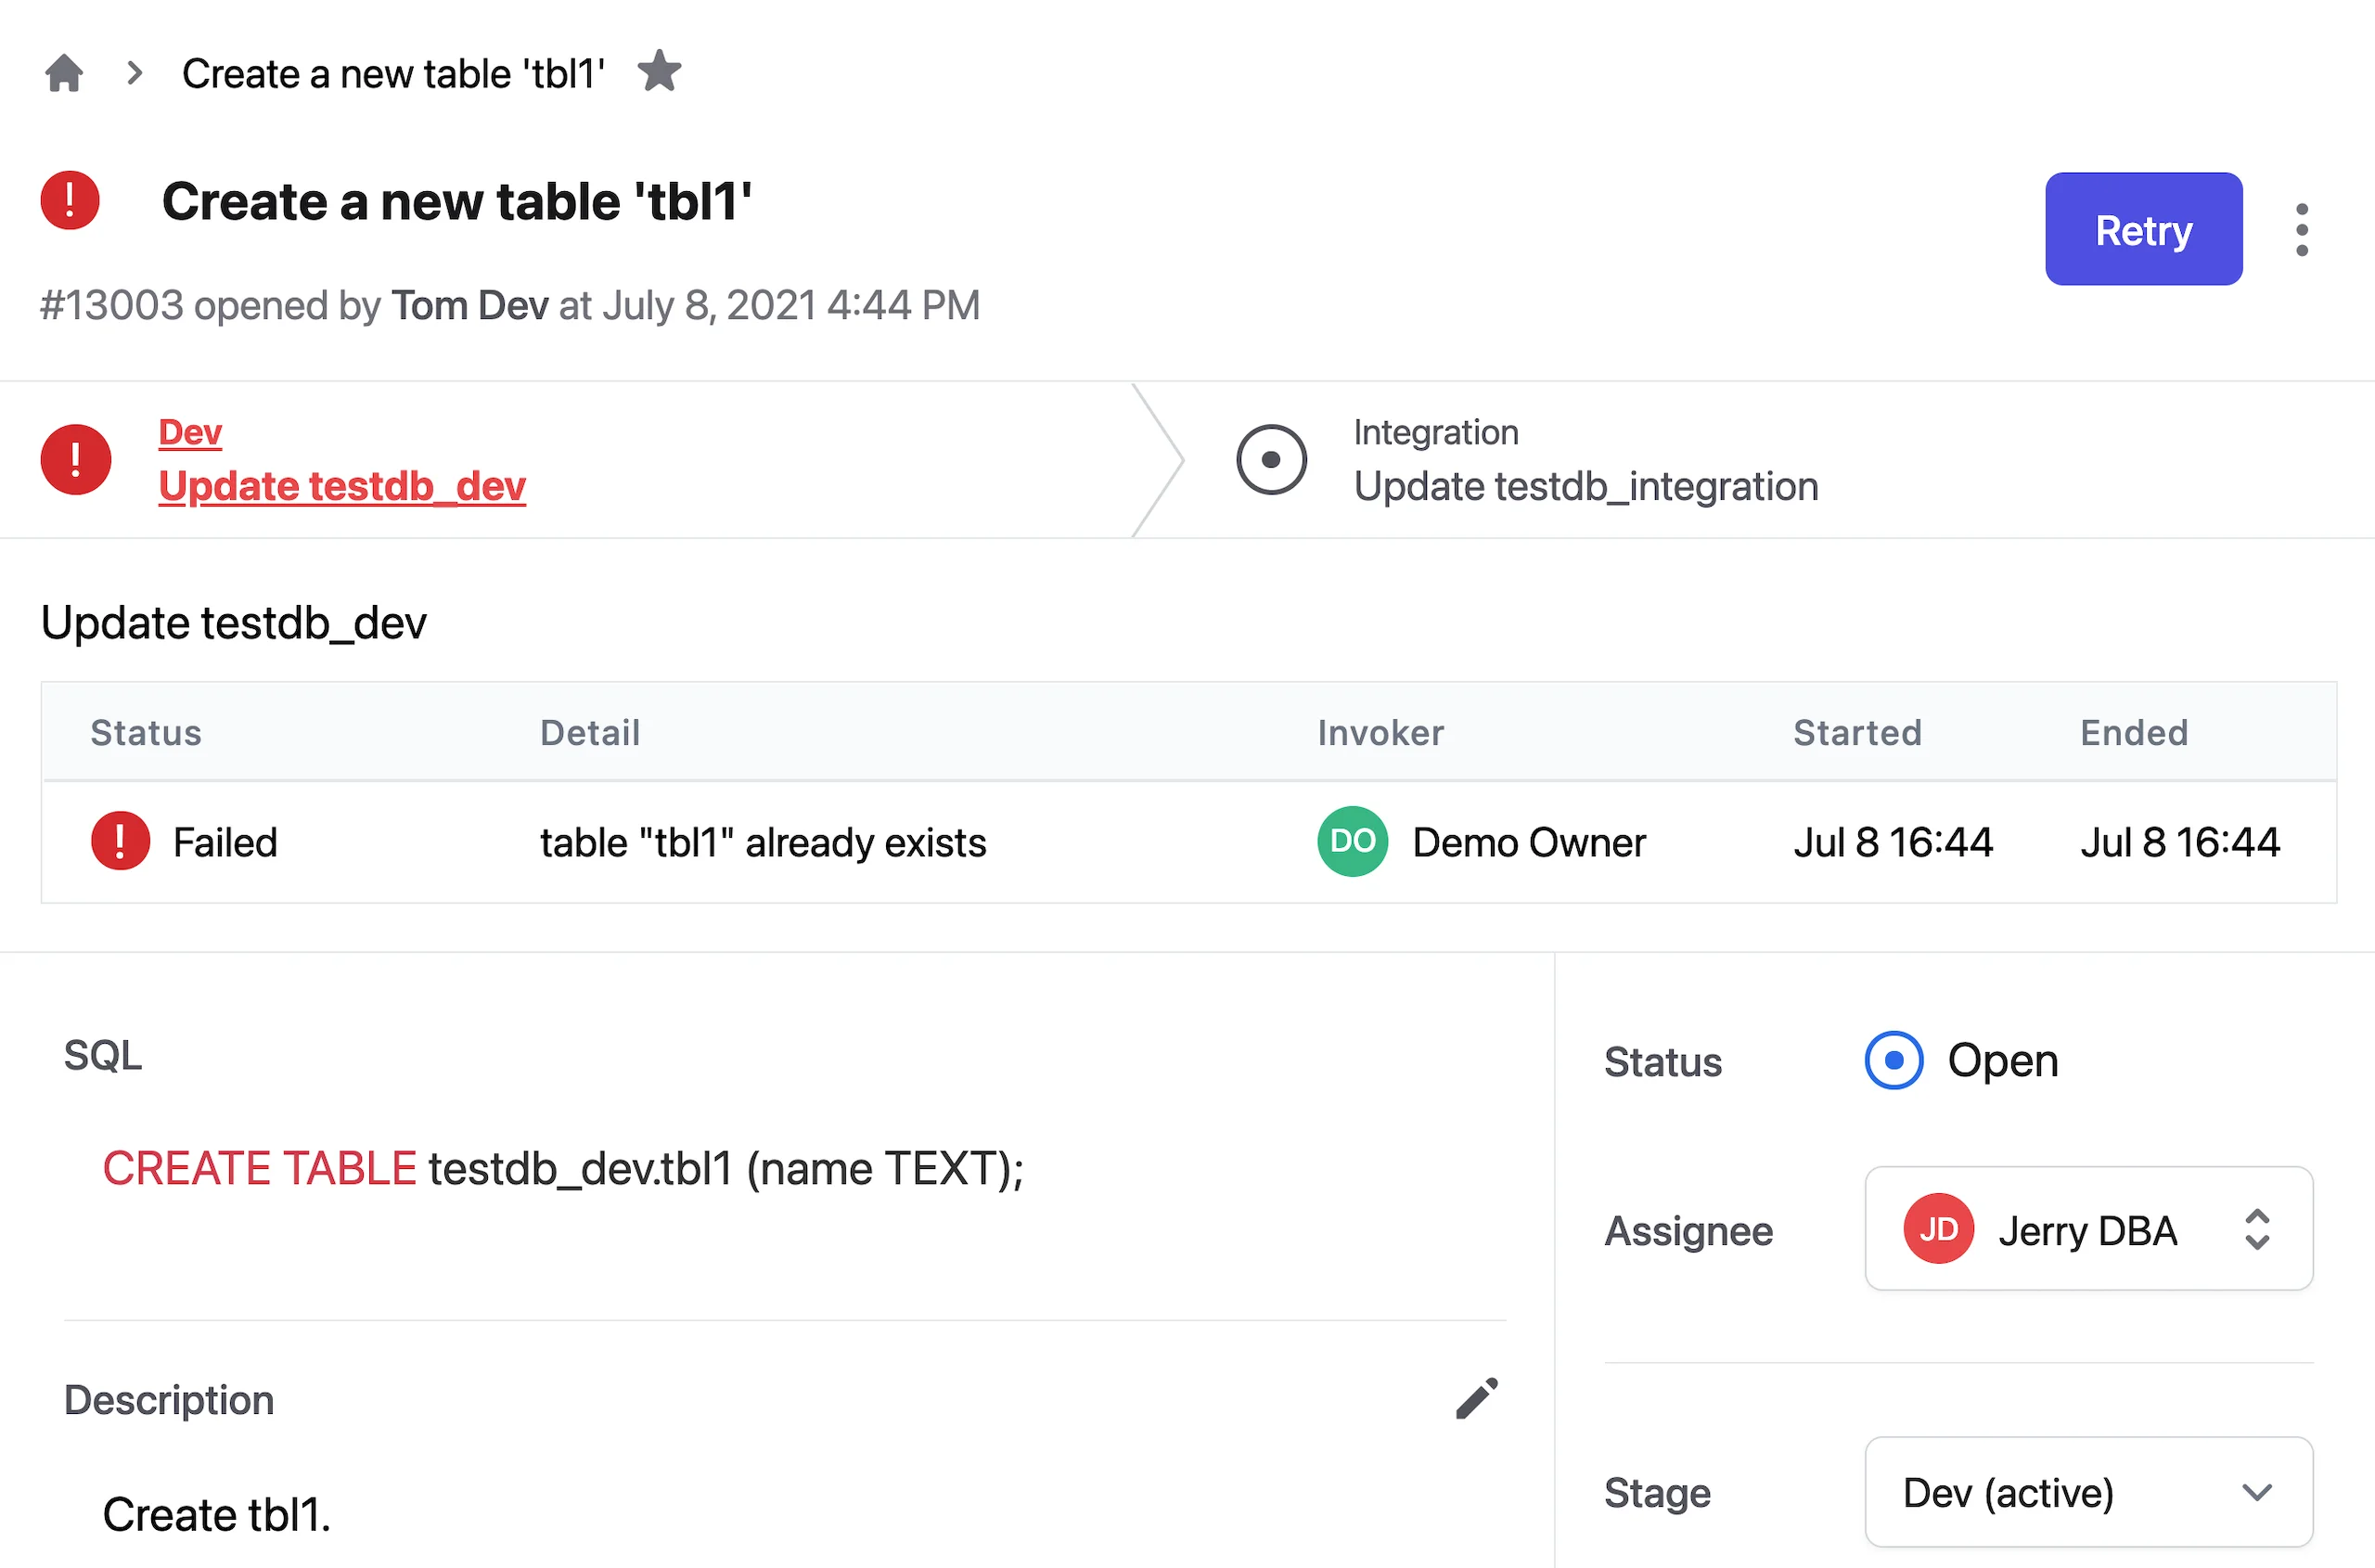 Create a new table 'tbl1'
Create a new table 'tbl1'
Retry
#13003 opened by Tom Dev at July 8, 2021 4:44 PM
Dev
Update testdb_dev
Integration
Update testdb_integration
Update testdb_dev
Status Detail Invoker Started Ended
Failed table "tbl1" already exists DO Demo Owner Jul 8 16:44 Jul 8 16:44
SQL
CREATE TABLE testdb_dev.tbl1 (name TEXT);
Description
Create tbl1.
Status Open
Assignee JD Jerry DBA
Stage Dev (active)